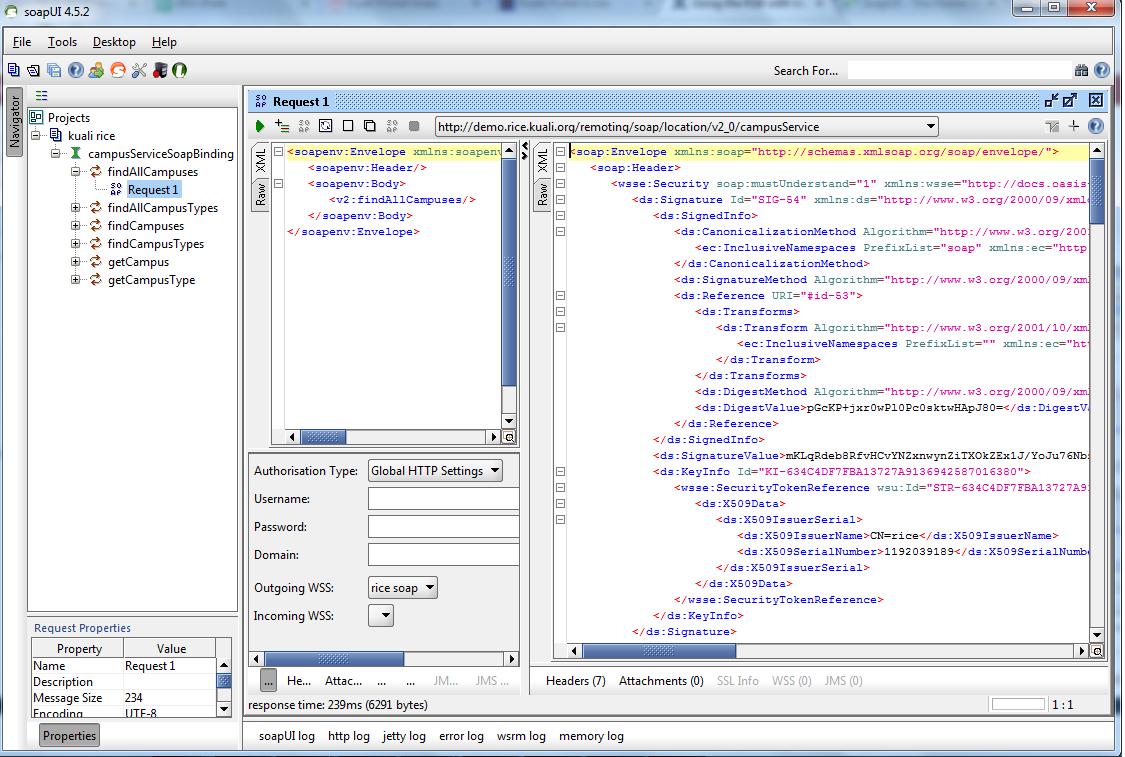 soapUI 4.5.2
File Tools Desktop Help
Search For...
Navigator
Projects
kuali rice
campusServiceSoapBinding
findAllCampuses
Request 1
findAllCampusTypes
findCampuses
findCampusTypes
getCampus
getCampusType
Request Properties
Property Value
Name Request 1
Description
Message Size 234
Encoding UTF-8
Properties
Request 1
http://demo.rice.kuali.org/remoting/soap/location/v2_0/campusService
XML
Raw
<soapenv:Envelope xmlns:soapenv
<soapenv:Header/>
<soapenv:Body>
<v2:findAllCampuses/>
</soapenv:Body>
</soapenv:Envelope>
Authorisation Type: Global HTTP Settings
Username:
Password:
Domain:
Outgoing WSS: rice soap
Incoming WSS:
... He... Attac... ... ... JM... JMS ...
XML
Raw
<soap:Envelope xmlns:soap="http://schemas.xmlsoap.org/soap/envelope/">
<soap:Header>
<wsse:Security soap:mustUnderstand="1" xmlns:wsse="http://docs.oasis-
<ds:Signature Id="SIG-54" xmlns:ds="http://www.w3.org/2000/09/xml
<ds:SignedInfo>
<ds:CanonicalizationMethod Algorithm="http://www.w3.org/200
<ec:InclusiveNamespaces PrefixList="soap" xmlns:ec="http
</ds:CanonicalizationMethod>
<ds:SignatureMethod Algorithm="http://www.w3.org/2000/09/xml
<ds:Reference URI="#id-53">
<ds:Transforms>
<ds:Transform Algorithm="http://www.w3.org/2001/10/xml
<ec:InclusiveNamespaces PrefixList="" xmlns:ec="htt
</ds:Transform>
</ds:Transforms>
<ds:DigestMethod Algorithm="http://www.w3.org/2000/09/xml
<ds:DigestValue>pGcKP+jxr0wPl0Pc0sktwHApJ80=</ds:DigestVa
</ds:Reference>
</ds:SignedInfo>
<ds:SignatureValue>mKLqRdeb8RfvHCvYNZxnwynZiTXOkZEx1J/YoJu76Nb
<ds:KeyInfo Id="KI-634C4DF7FBA13727A9136942587016380">
<wsse:SecurityTokenReference wsu:Id="STR-634C4DF7FBA13727A9
<ds:X509Data>
<ds:X509IssuerSerial>
<ds:X509IssuerName>CN=rice</ds:X509IssuerName>
<ds:X509SerialNumber>1192039189</ds:X509SerialNumb
</ds:X509IssuerSerial>
</ds:X509Data>
</wsse:SecurityTokenReference>
</ds:KeyInfo>
</ds:Signature>
Headers (7) Attachments (0) SSL Info WSS (0) JMS (0)
response time: 239ms (6291 bytes)
1 : 1
soapUI log http log jetty log error log wsrm log memory log